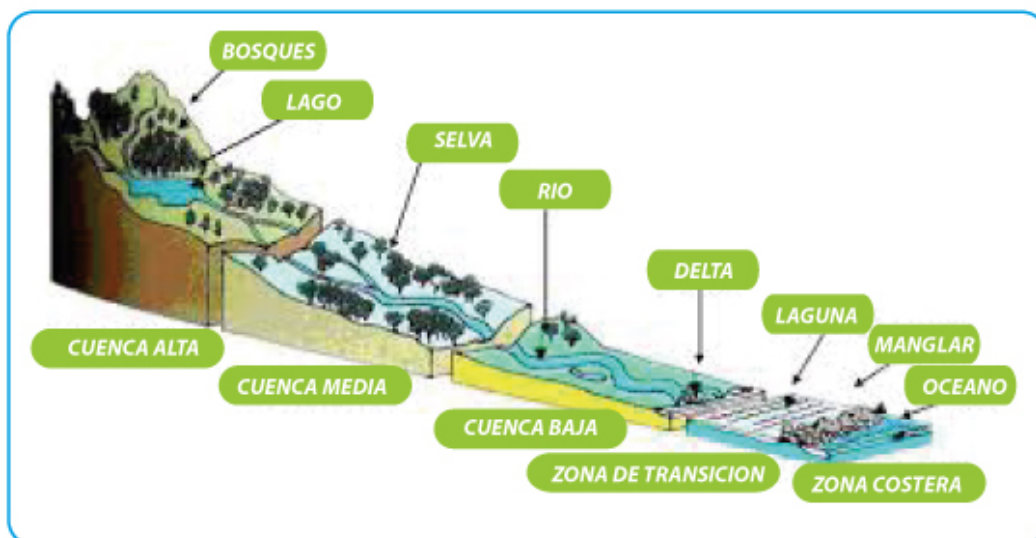 BOSQUES
LAGO
SELVA
RIO
DELTA
LAGUNA
MANGLAR
OCEANO
CUENCA ALTA
CUENCA MEDIA
CUENCA BAJA
ZONA DE TRANSICION
ZONA COSTERA